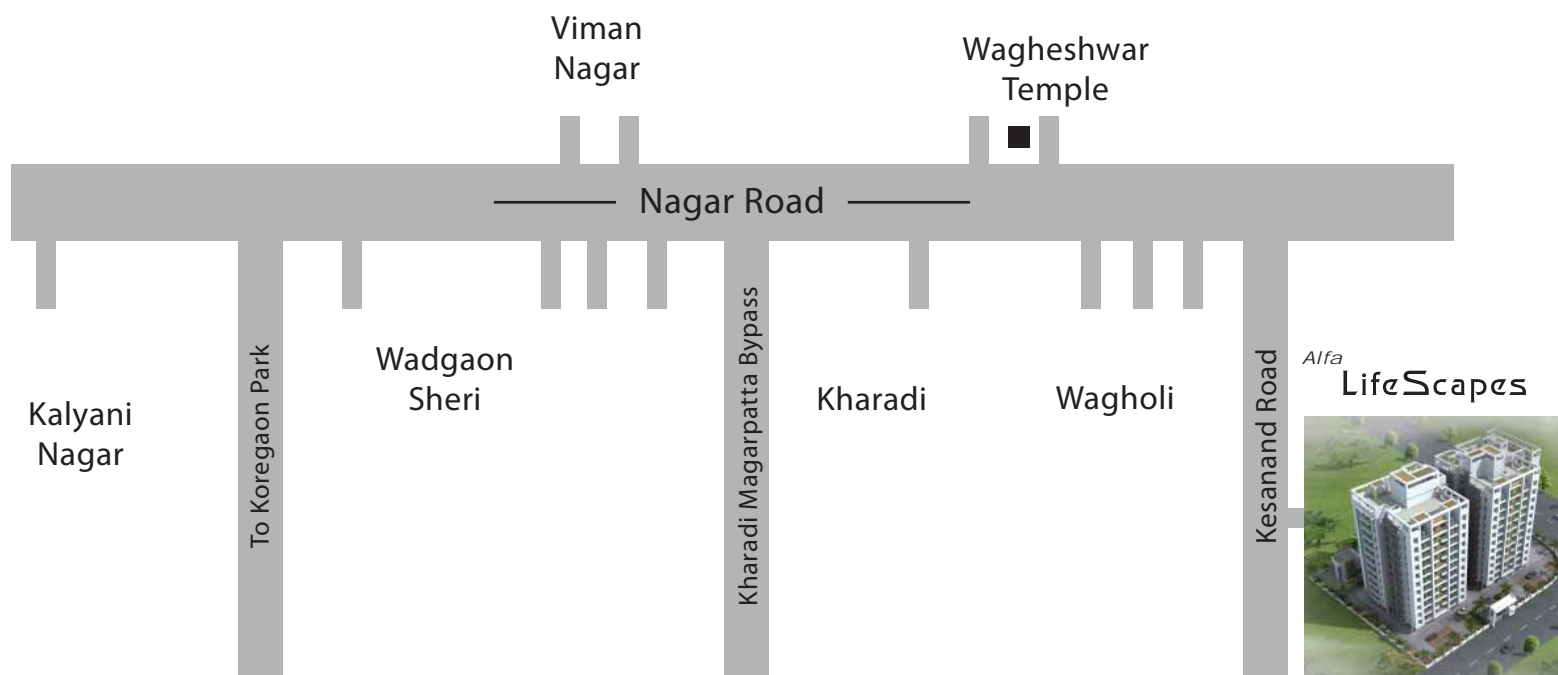 Viman
Nagar
Wagheshwar
Temple
Nagar Road
Kalyani
Nagar
To Koregaon Park
Wadgaon
Sheri
Kharadi Magarpatta Bypass
Kharadi
Wagholi
Kesanand Road
Alfa
LifeScapes